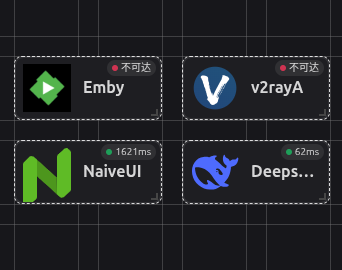 不可达
Emby
不可达
v2rayA
1621ms
NaiveUI
62ms
Deeps...